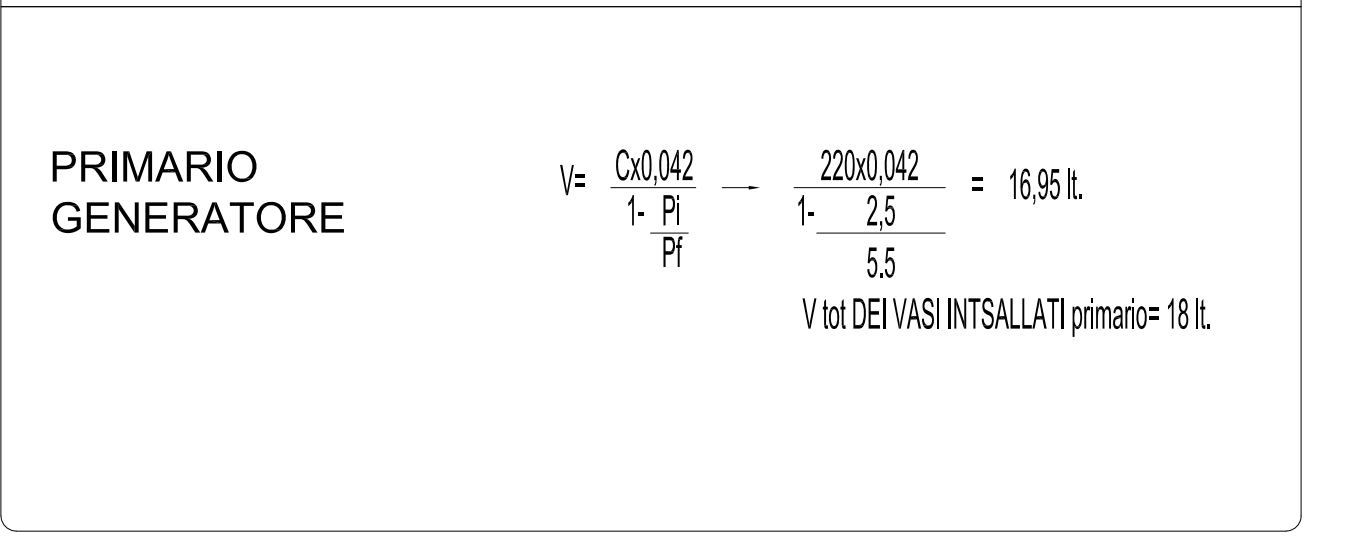 PRIMARIO
GENERATORE
V= Cx0,042 220x0,042 = 16,95 lt.
1- Pi 1- 2,5
Pf 5.5
V tot DEI VASI INTSALLATI primario= 18 lt.